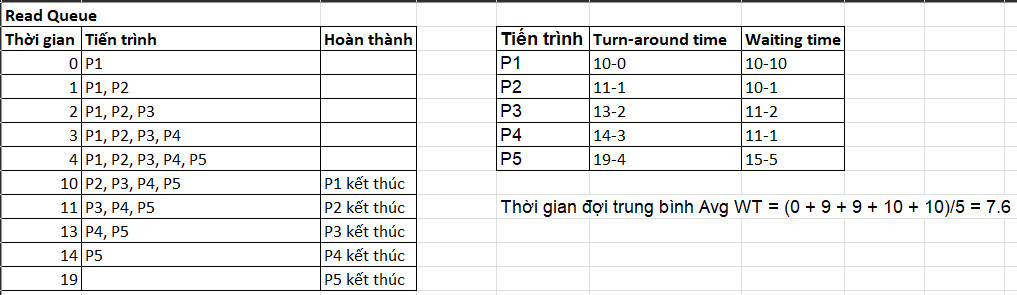 Read Queue
Thời gian Tiến trình Hoàn thành
0 P1
1 P1, P2
2 P1, P2, P3
3 P1, P2, P3, P4
4 P1, P2, P3, P4, P5
10 P2, P3, P4, P5 P1 kết thúc
11 P3, P4, P5 P2 kết thúc
13 P4, P5 P3 kết thúc
14 P5 P4 kết thúc
19 P5 kết thúc
Tiến trình Turn-around time Waiting time
P1 10-0 10-10
P2 11-1 10-1
P3 13-2 11-2
P4 14-3 11-1
P5 19-4 15-5
Thời gian đợi trung bình Avg WT = (0 + 9 + 9 + 10 + 10)/5 = 7.6